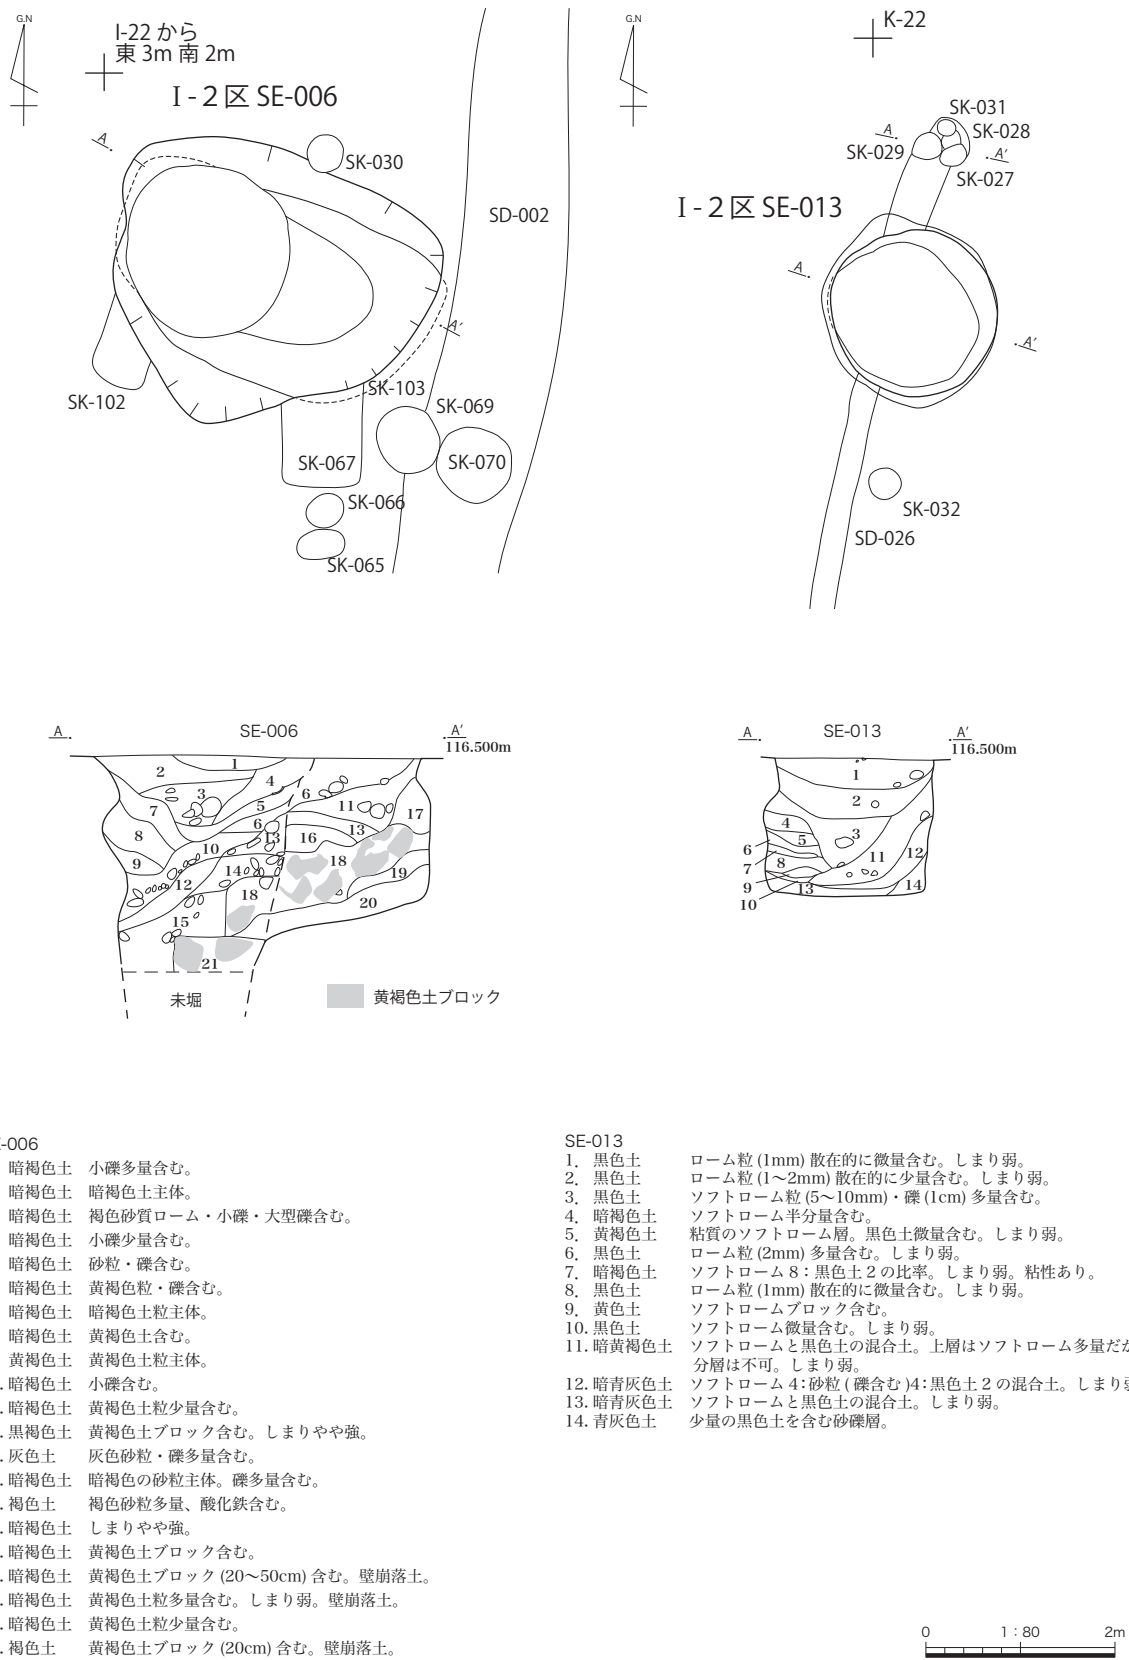 G.N
I-22 から
東 3m 南 2m
I - 2 区 SE-006
A
SK-030
SD-002
A′
SK-102
SK-103
SK-069
SK-067
SK-070
SK-066
SK-065
G.N
K-22
SK-031
A
SK-028
SK-029
A′
SK-027
I - 2 区 SE-013
A
A′
SK-032
SD-026
A
SE-006
A′
116.500m
1
2
4
3
6
5
11
7
17
6
13
13
16
8
10
9
14
18
12
18
19
20
15
21
未堀
黄褐色土ブロック
A
SE-013
A′
116.500m
1
2
4
3
5
6
11
12
7
8
9
13
14
10
-006
暗褐色土 小礫多量含む。
暗褐色土 暗褐色土主体。
暗褐色土 褐色砂質ローム・小礫・大型礫含む。
暗褐色土 小礫少量含む。
暗褐色土 砂粒・礫含む。
暗褐色土 黄褐色粒・礫含む。
暗褐色土 暗褐色土粒主体。
暗褐色土 黄褐色土含む。
黄褐色土 黄褐色土粒主体。
. 暗褐色土 小礫含む。
. 暗褐色土 黄褐色土粒少量含む。
. 黒褐色土 黄褐色土ブロック含む。しまりやや強。
. 灰色土 灰色砂粒・礫多量含む。
. 暗褐色土 暗褐色の砂粒主体。礫多量含む。
. 褐色土 褐色砂粒多量、酸化鉄含む。
. 暗褐色土 しまりやや強。
. 暗褐色土 黄褐色土ブロック含む。
. 暗褐色土 黄褐色土ブロック (20〜50cm) 含む。壁崩落土。
. 暗褐色土 黄褐色土粒多量含む。しまり弱。壁崩落土。
. 暗褐色土 黄褐色土粒少量含む。
. 褐色土 黄褐色土ブロック (20cm) 含む。壁崩落土。
SE-013
1. 黒色土 ローム粒 (1mm) 散在的に微量含む。しまり弱。
2. 黒色土 ローム粒 (1〜2mm) 散在的に少量含む。しまり弱。
3. 黒色土 ソフトローム粒 (5〜10mm)・礫 (1cm) 多量含む。
4. 暗褐色土 ソフトローム半分量含む。
5. 黄褐色土 粘質のソフトローム層。黒色土微量含む。しまり弱。
6. 黒色土 ローム粒 (2mm) 多量含む。しまり弱。
7. 暗褐色土 ソフトローム 8：黒色土 2 の比率。しまり弱。粘性あり。
8. 黒色土 ローム粒 (1mm) 散在的に微量含む。しまり弱。
9. 黄色土 ソフトロームブロック含む。
10. 黒色土 ソフトローム微量含む。しまり弱。
11. 暗黄褐色土 ソフトロームと黒色土の混合土。上層はソフトローム多量だが
分層は不可。しまり弱。
12. 暗青灰色土 ソフトローム 4：砂粒 ( 礫含む )4：黒色土 2 の混合土。しまり弱
13. 暗青灰色土 ソフトロームと黒色土の混合土。しまり弱。
14. 青灰色土 少量の黒色土を含む砂礫層。
0 1：80 2m